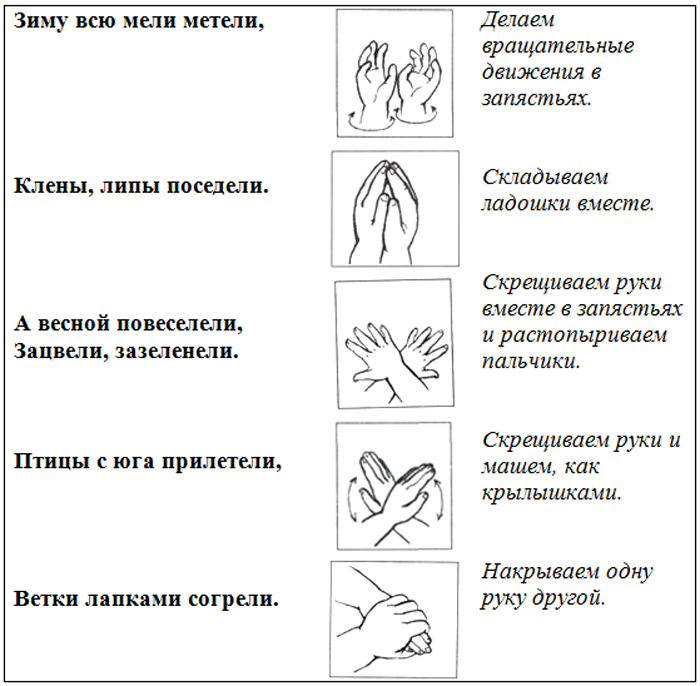 Зиму всю мели метели,
Делаем
вращательные
движения в
запястьях.
Клены, липы поседели.
Складываем
ладошки вместе.
А весной повеселели,
Зацвели, зазеленели.
Скрещиваем руки
вместе в запястьях
и растопыриваем
пальчики.
Птицы с юга прилетели,
Скрещиваем руки и
машем, как
крылышками.
Ветки лапками согрели.
Накрываем одну
руку другой.